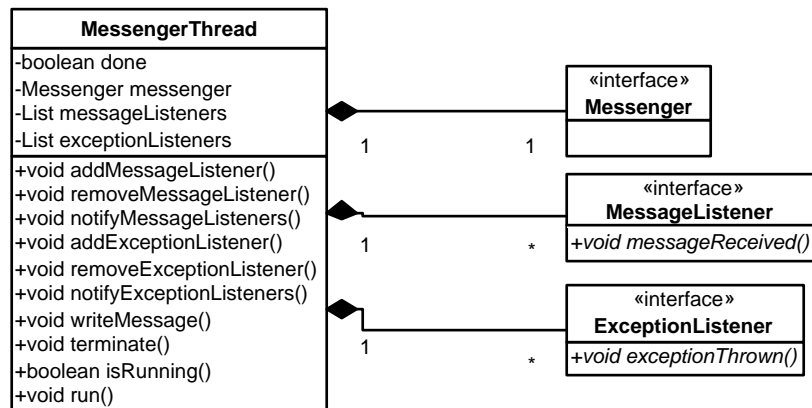 MessengerThread
-boolean done
-Messenger messenger
-List messageListeners
-List exceptionListeners
+void addMessageListener()
+void removeMessageListener()
+void notifyMessageListeners()
+void addExceptionListener()
+void removeExceptionListener()
+void notifyExceptionListeners()
+void writeMessage()
+void terminate()
+boolean isRunning()
+void run()
1
1
«interface»
Messenger
1
*
«interface»
MessageListener
+void messageReceived()
1
*
«interface»
ExceptionListener
+void exceptionThrown()